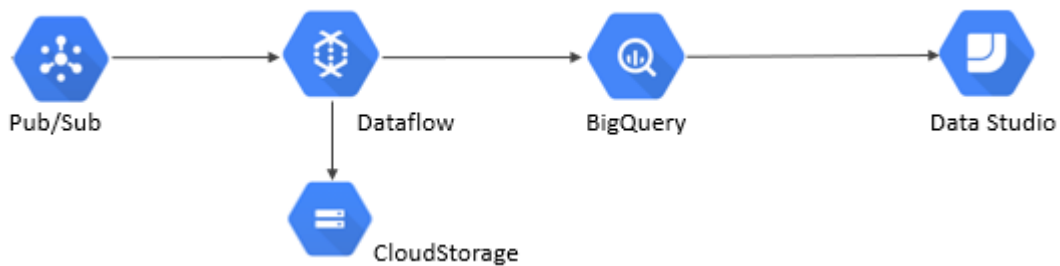 Pub/Sub
Dataflow
BigQuery
Data Studio
CloudStorage